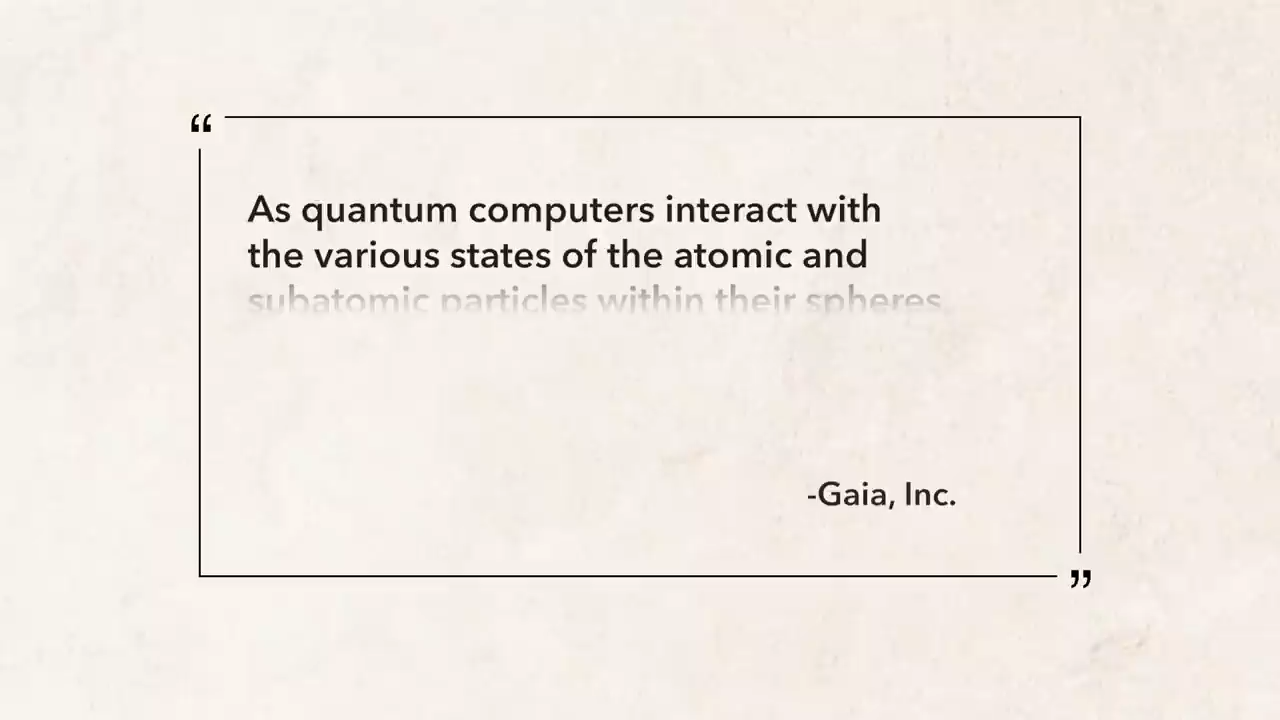 “
As quantum computers interact with
the various states of the atomic and
subatomic particles within their spheres
-Gaia, Inc.
”